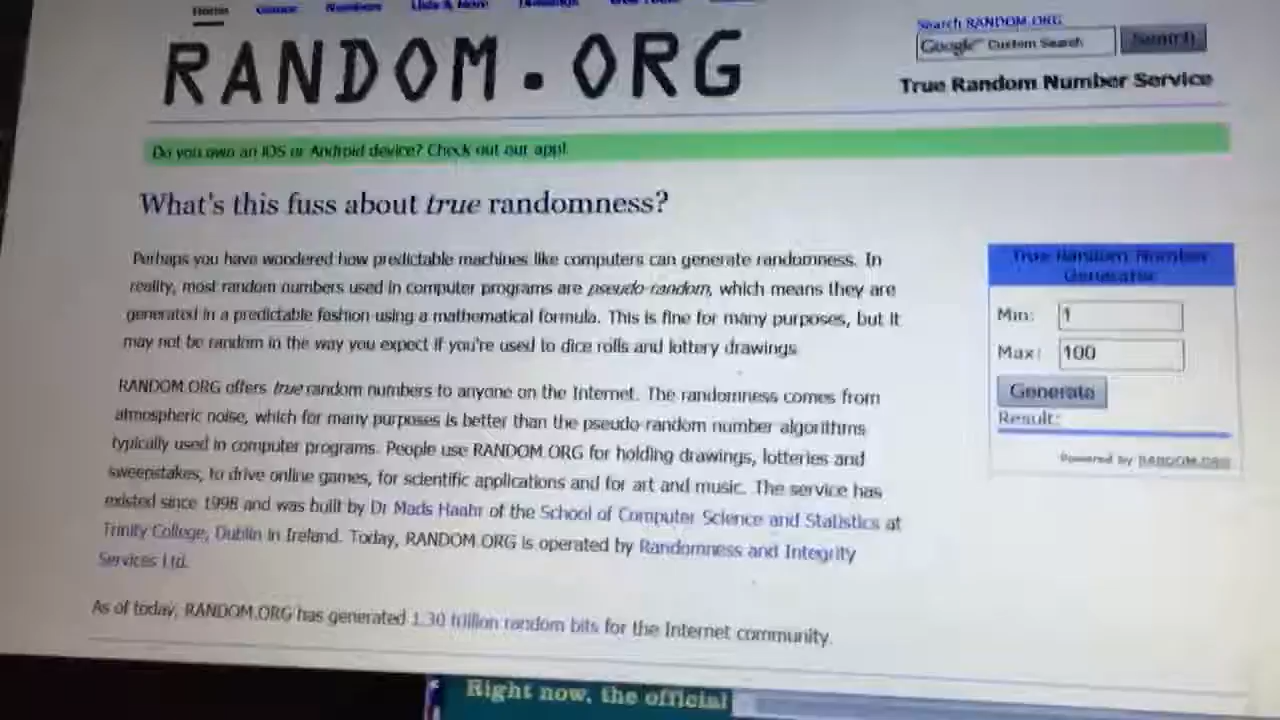 Home Games Numbers Lists & More Drawings Web Tools
Search RANDOM.ORG
RANDOM.ORG
Google™ Custom Search Search
True Random Number Service
Do you own an iOS or Android device? Check out our app!
What's this fuss about true randomness?
Perhaps you have wondered how predictable machines like computers can generate randomness. In
reality, most random numbers used in computer programs are pseudo-random, which means they are
generated in a predictable fashion using a mathematical formula. This is fine for many purposes, but it
may not be random in the way you expect if you're used to dice rolls and lottery drawings.
RANDOM.ORG offers true random numbers to anyone on the Internet. The randomness comes from
atmospheric noise, which for many purposes is better than the pseudo-random number algorithms
typically used in computer programs. People use RANDOM.ORG for holding drawings, lotteries and
sweepstakes, to drive online games, for scientific applications and for art and music. The service has
existed since 1998 and was built by Dr Mads Haahr of the School of Computer Science and Statistics at
Trinity College, Dublin in Ireland. Today, RANDOM.ORG is operated by Randomness and Integrity
Services Ltd.
As of today, RANDOM.ORG has generated 1.30 trillion random bits for the Internet community.
True Random Number
Generator
Min: 1
Max: 100
Generate
Result:
Powered by RANDOM.ORG
Right now, the official